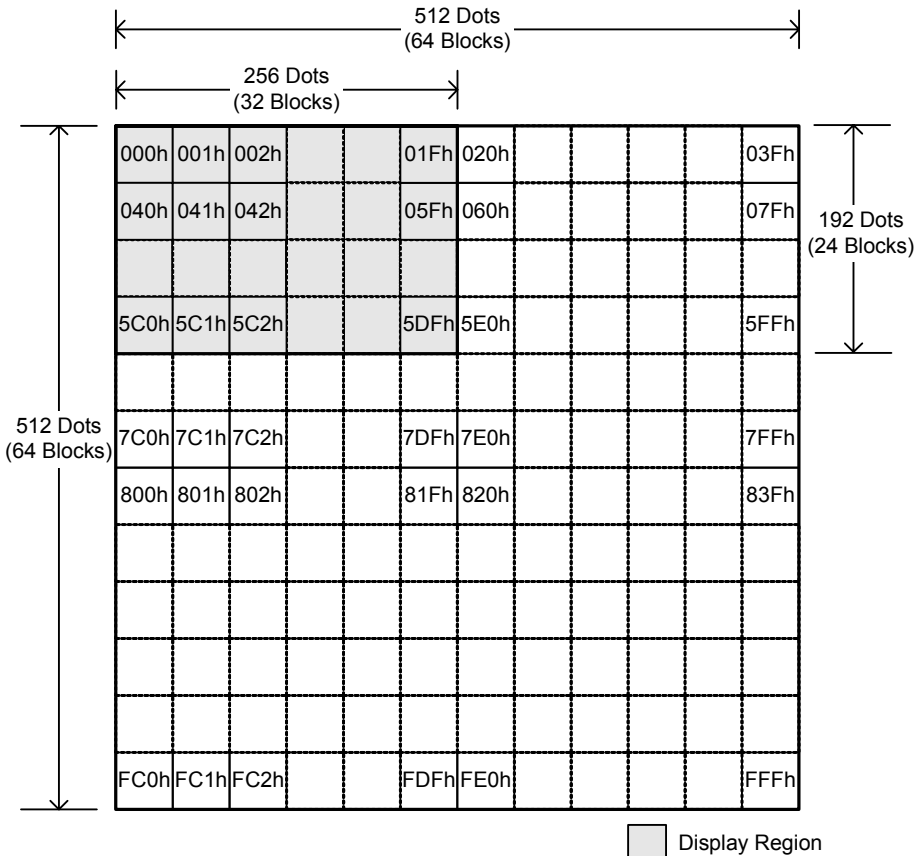 512 Dots
(64 Blocks)
256 Dots
(32 Blocks)
000h 001h 002h 01Fh 020h 03Fh
040h 041h 042h 05Fh 060h 07Fh
192 Dots
(24 Blocks)
5C0h 5C1h 5C2h 5DFh 5E0h 5FFh
512 Dots
(64 Blocks)
7C0h 7C1h 7C2h 7DFh 7E0h 7FFh
800h 801h 802h 81Fh 820h 83Fh
FC0h FC1h FC2h FDFh FE0h FFFh
Display Region